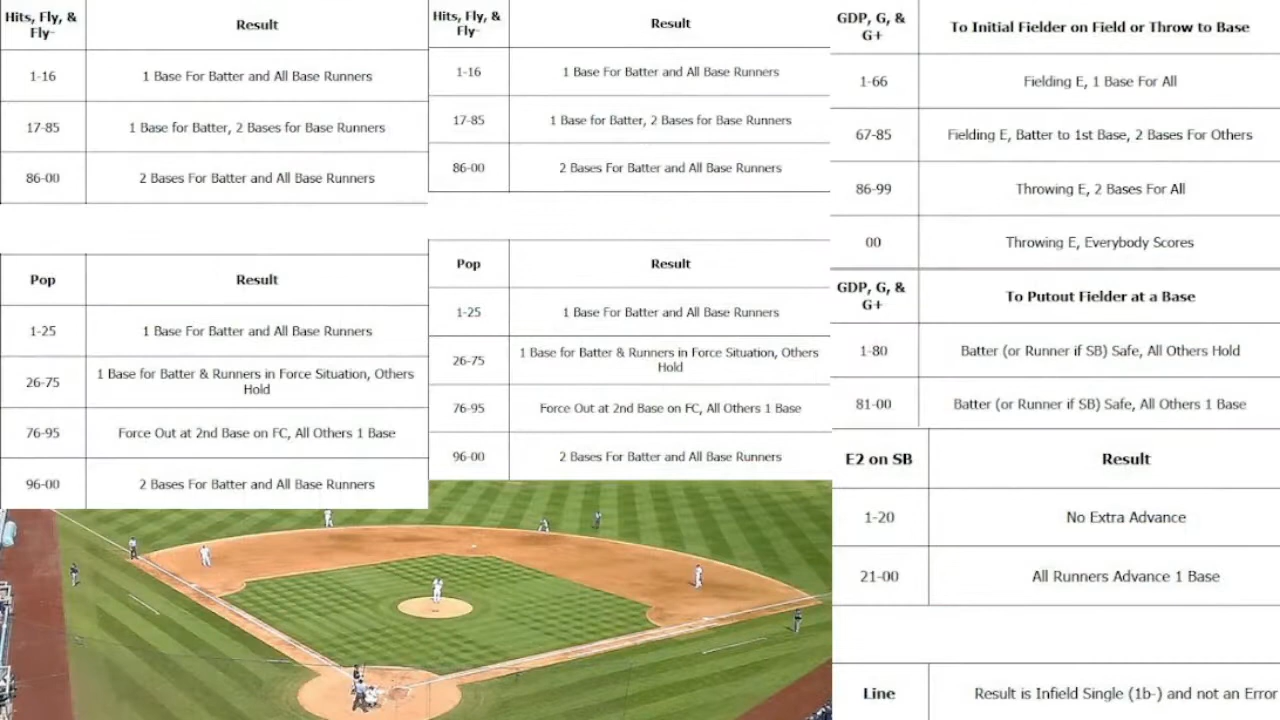 Hits, Fly, &
Fly-
Result
1-16
1 Base For Batter and All Base Runners
17-85
1 Base for Batter, 2 Bases for Base Runners
86-00
2 Bases For Batter and All Base Runners
Pop
Result
1-25
1 Base For Batter and All Base Runners
26-75
1 Base for Batter & Runners in Force Situation, Others
Hold
76-95
Force Out at 2nd Base on FC, All Others 1 Base
96-00
2 Bases For Batter and All Base Runners
Hits, Fly, &
Fly-
Result
1-16
1 Base For Batter and All Base Runners
17-85
1 Base for Batter, 2 Bases for Base Runners
86-00
2 Bases For Batter and All Base Runners
Pop
Result
1-25
1 Base For Batter and All Base Runners
26-75
1 Base for Batter & Runners in Force Situation, Others
Hold
76-95
Force Out at 2nd Base on FC, All Others 1 Base
96-00
2 Bases For Batter and All Base Runners
GDP, G, &
G+
To Initial Fielder on Field or Throw to Base
1-66
Fielding E, 1 Base For All
67-85
Fielding E, Batter to 1st Base, 2 Bases For Others
86-99
Throwing E, 2 Bases For All
00
Throwing E, Everybody Scores
GDP, G, &
G+
To Putout Fielder at a Base
1-80
Batter (or Runner if SB) Safe, All Others Hold
81-00
Batter (or Runner if SB) Safe, All Others 1 Base
E2 on SB
Result
1-20
No Extra Advance
21-00
All Runners Advance 1 Base
Line
Result is Infield Single (1b-) and not an Error